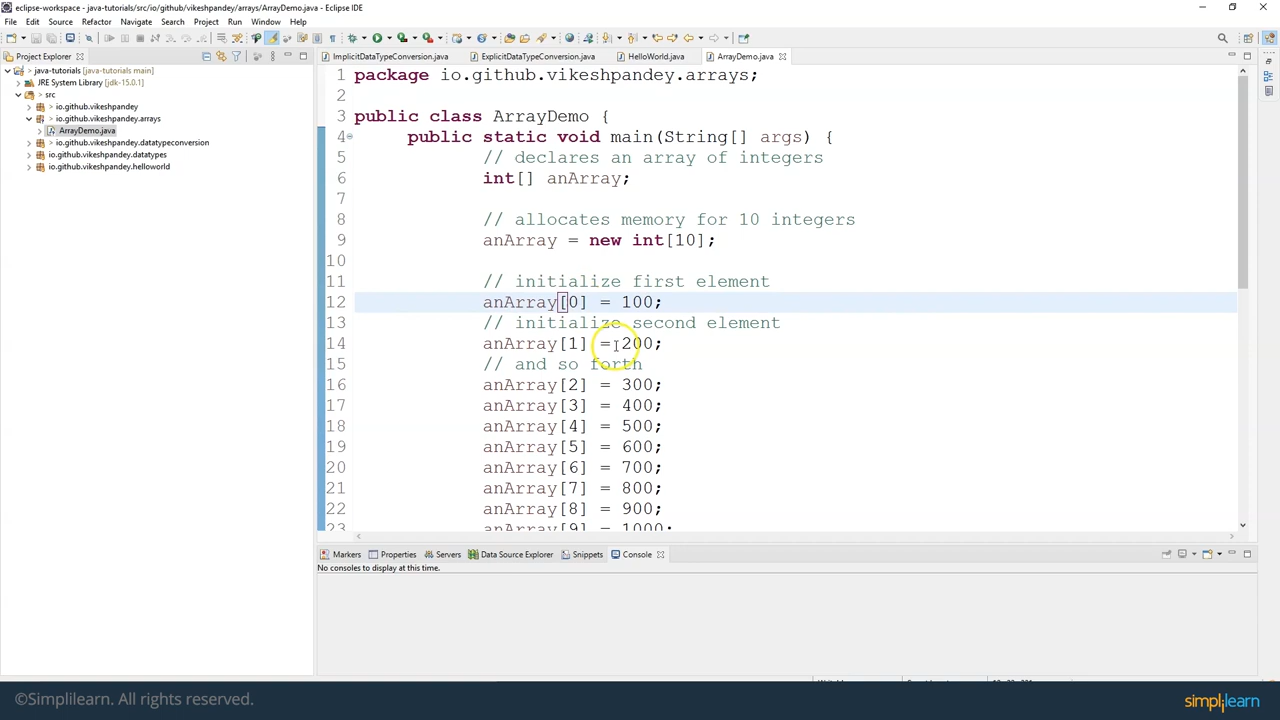 eclipse-workspace - java-tutorials/src/io/github/vikeshpandey/arrays/ArrayDemo.java - Eclipse IDE
File Edit Source Refactor Navigate Search Project Run Window Help
Project Explorer
java-tutorials (java-tutorials main)
JRE System Library [jdk-15.0.1]
src
> io.github.vikeshpandey
> io.github.vikeshpandey.arrays
ArrayDemo.java
> io.github.vikeshpandey.datatypeconversion
io.github.vikeshpandey.datatypes
io.github.vikeshpandey.helloworld
ImplicitDataTypeConversion.java ExplicitDataTypeConversion.java HelloWorld.java ArrayDemo.java
1 package io.github.vikeshpandey.arrays;
2
3 public class ArrayDemo {
4 public static void main(String[] args) {
5 // declares an array of integers
6 int[] anArray;
7
8 // allocates memory for 10 integers
9 anArray = new int[10];
10
11 // initialize first element
12 anArray[0] = 100;
13 // initialize second element
14 anArray[1] = 200;
15 // and so forth
16 anArray[2] = 300;
17 anArray[3] = 400;
18 anArray[4] = 500;
19 anArray[5] = 600;
20 anArray[6] = 700;
21 anArray[7] = 800;
22 anArray[8] = 900;
23 anArray[9] = 1000;
Markers Properties Servers Data Source Explorer Snippets Console
No consoles to display at this time.
©Simplilearn. All rights reserved.
simplilearn